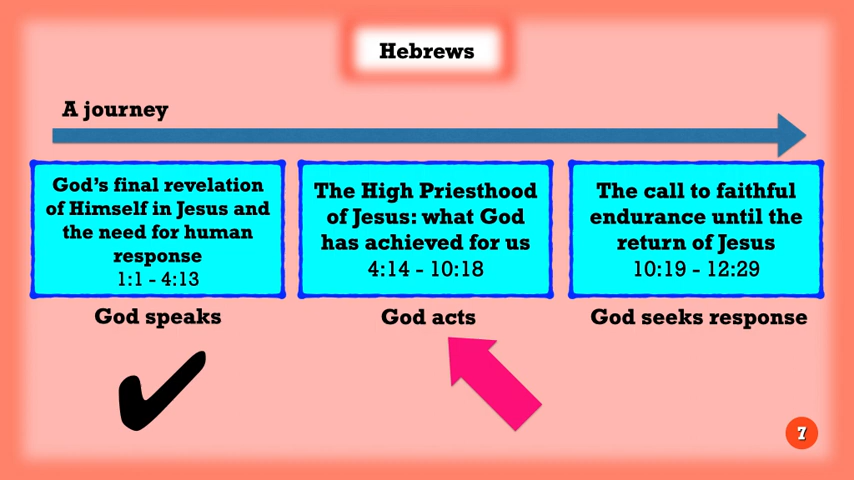 Hebrews
A journey
God's final revelation
of Himself in Jesus and
the need for human
response
1:1 - 4:13
The High Priesthood
of Jesus: what God
has achieved for us
4:14 - 10:18
The call to faithful
endurance until the
return of Jesus
10:19 - 12:29
God speaks
God acts
God seeks response
7